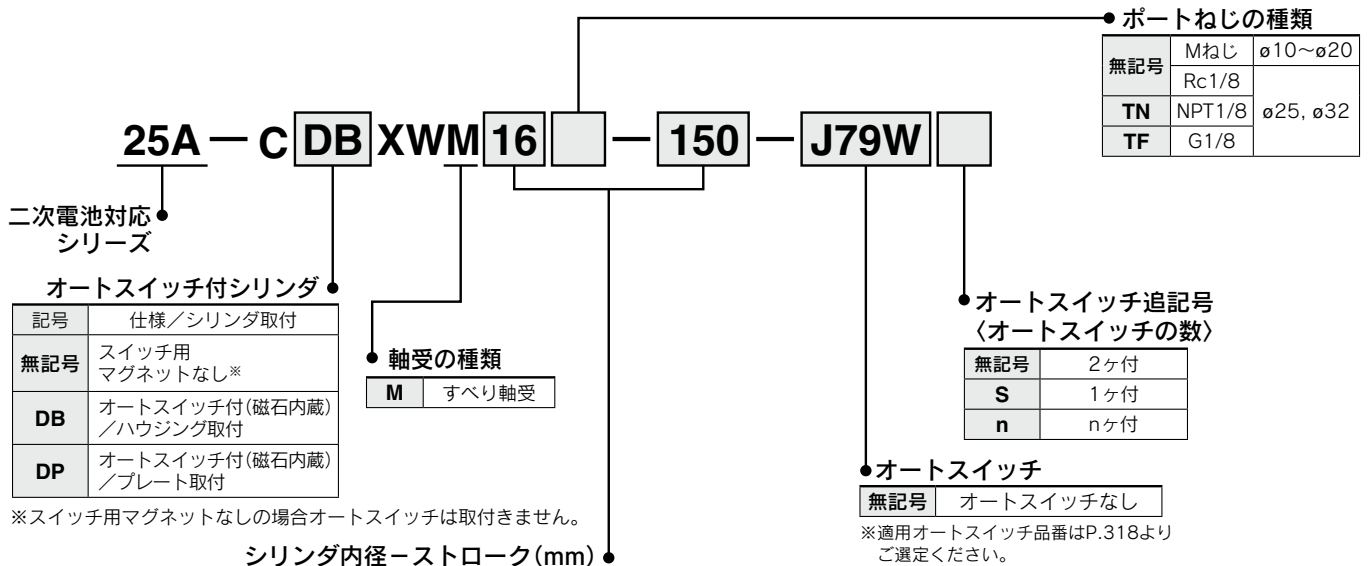 ポートねじの種類
無記号 Mねじ ø10～ø20
Rc1/8 ø25, ø32
TN NPT1/8
TF G1/8
25A－CDBXWM16－150－J79W
二次電池対応
シリーズ
オートスイッチ付シリンダ
記号 仕様／シリンダ取付
無記号 スイッチ用
マグネットなし※
DB オートスイッチ付(磁石内蔵)
／ハウジング取付
DP オートスイッチ付(磁石内蔵)
／プレート取付
※スイッチ用マグネットなしの場合オートスイッチは取付きません。
軸受の種類
M すべり軸受
シリンダ内径－ストローク(mm)
オートスイッチ追記号
〈オートスイッチの数〉
無記号 2ヶ付
S 1ヶ付
n nヶ付
オートスイッチ
無記号 オートスイッチなし
※適用オートスイッチ品番はP.318より
ご選定ください。